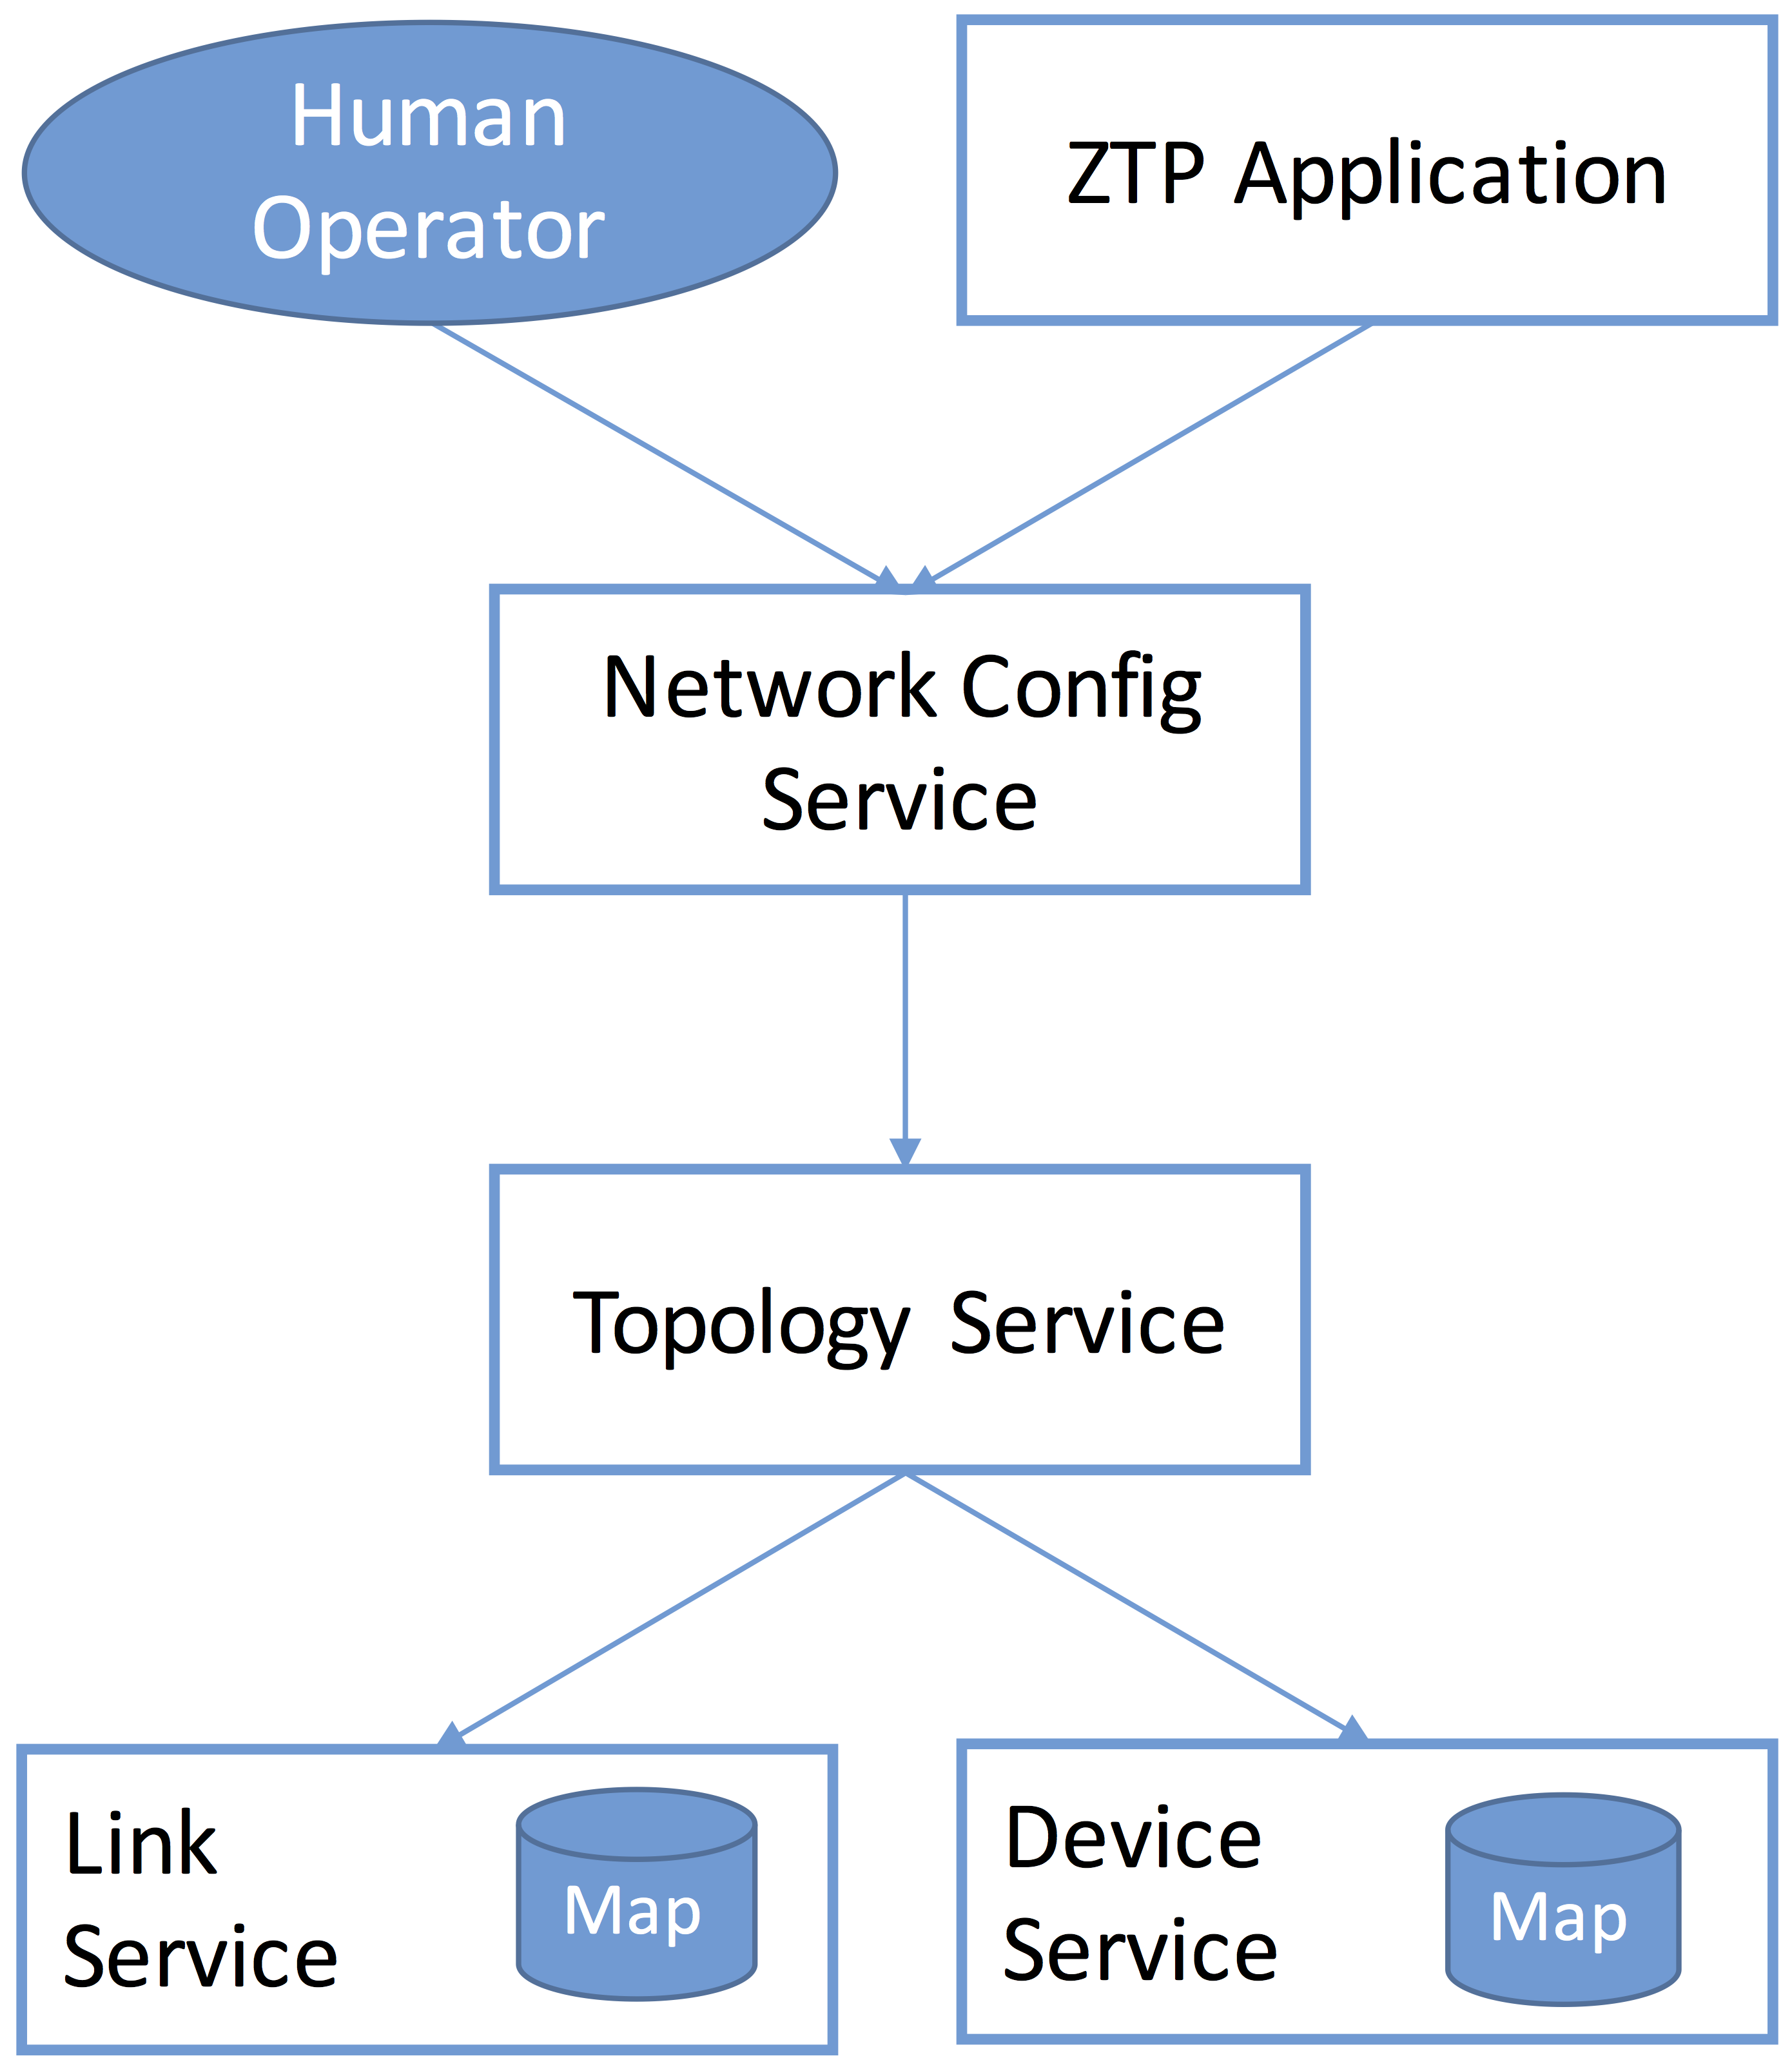 Human
Operator
ZTP Application
Network Config
Service
Topology Service
Link
Service
Map
Device
Service
Map